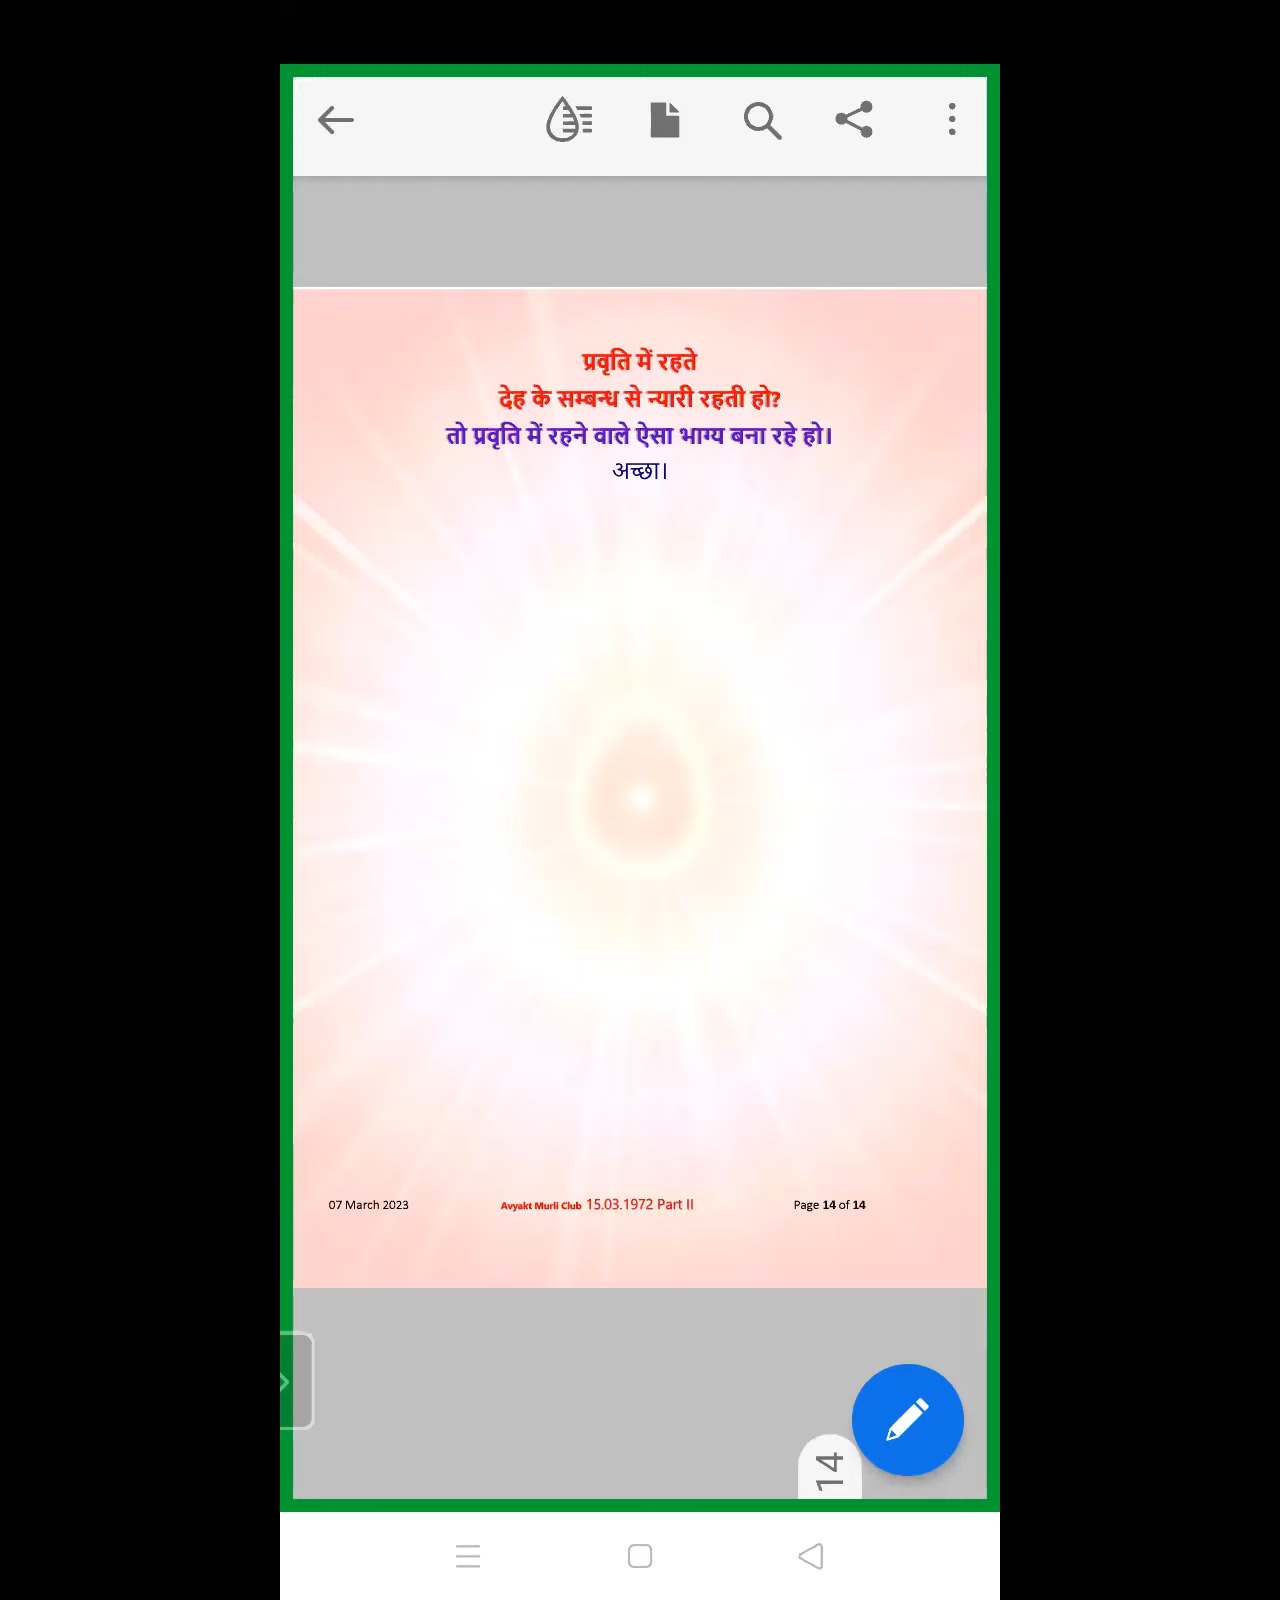 प्रवृति में रहते
देह के सम्बन्ध से न्यारी रहती हो?
तो प्रवृति में रहने वाले ऐसा भाग्य बना रहे हो।
अच्छा।
07 March 2023 Avyakt Murli Club 15.03.1972 Part II Page 14 of 14
14